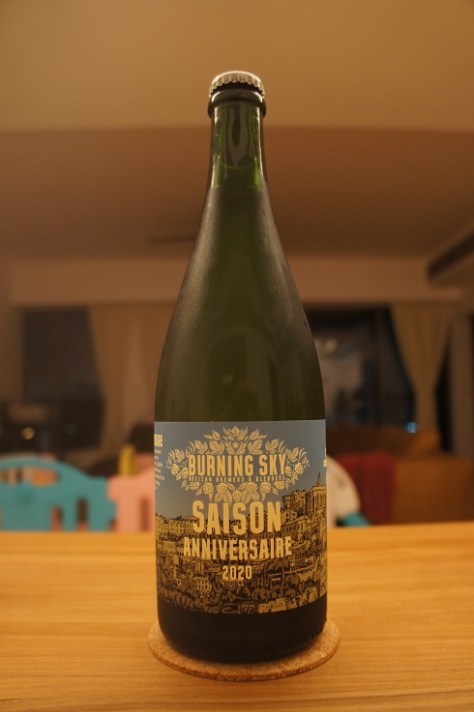 BURNING SKY
ARTISAN BREWERS & BLENDERS
SAISON
ANNIVERSAIRE
2020